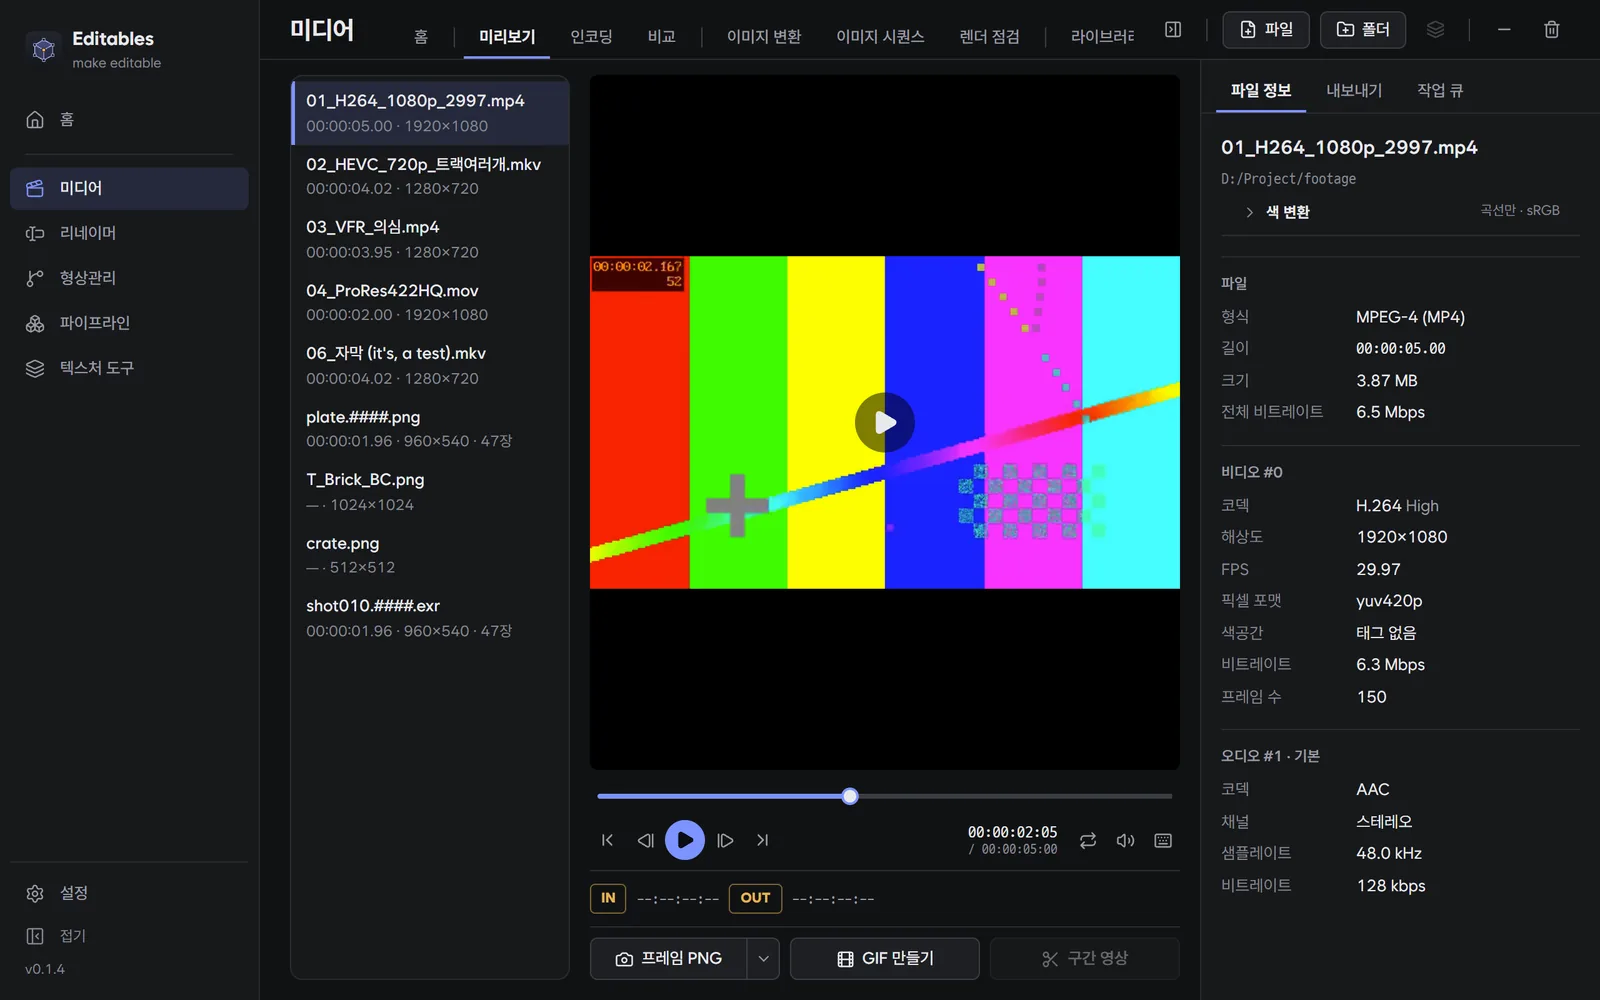 Editables
make editable
홈
미디어
리네이머
형상관리
파이프라인
텍스처 도구
설정
접기
v0.1.4
미디어
홈
미리보기
인코딩
비교
이미지 변환
이미지 시퀀스
렌더 점검
라이브러리
파일
폴더
01_H264_1080p_2997.mp4
00:00:05.00 · 1920×1080
02_HEVC_720p_트랙여러개.mkv
00:00:04.02 · 1280×720
03_VFR_의심.mp4
00:00:03.95 · 1280×720
04_ProRes422HQ.mov
00:00:02.00 · 1920×1080
06_자막 (it's, a test).mkv
00:00:04.02 · 1280×720
plate.####.png
00:00:01.96 · 960×540 · 47장
T_Brick_BC.png
— · 1024×1024
crate.png
— · 512×512
shot010.####.exr
00:00:01.96 · 960×540 · 47장
00:00:02.167
52
00:00:02:05
/ 00:00:05:00
IN --:--:--:-- OUT --:--:--:--
프레임 PNG
GIF 만들기
구간 영상
파일 정보
내보내기
작업 큐
01_H264_1080p_2997.mp4
D:/Project/footage
색 변환 곡선만 · sRGB
파일
형식 MPEG-4 (MP4)
길이 00:00:05.00
크기 3.87 MB
전체 비트레이트 6.5 Mbps
비디오 #0
코덱 H.264 High
해상도 1920×1080
FPS 29.97
픽셀 포맷 yuv420p
색공간 태그 없음
비트레이트 6.3 Mbps
프레임 수 150
오디오 #1 · 기본
코덱 AAC
채널 스테레오
샘플레이트 48.0 kHz
비트레이트 128 kbps